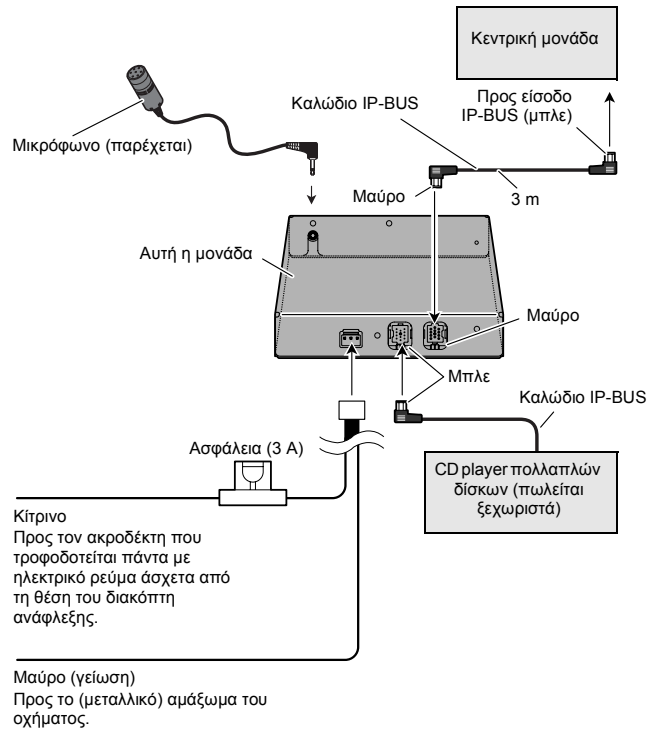 Κεντρική μονάδα
Καλώδιο IP-BUS
Προς είσοδο
IP-BUS (μπλε)
Μικρόφωνο (παρέχεται)
Μαύρο
3 m
Αυτή η μονάδα
Μαύρο
Μπλε
Καλώδιο IP-BUS
Ασφάλεια (3 A)
CD player πολλαπλών
δίσκων (πωλείται
ξεχωριστά)
Κίτρινο
Προς τον ακροδέκτη που
τροφοδοτείται πάντα με
ηλεκτρικό ρεύμα άσχετα από
τη θέση του διακόπτη
ανάφλεξης.
Μαύρο (γείωση)
Προς το (μεταλλικό) αμάξωμα του
οχήματος.